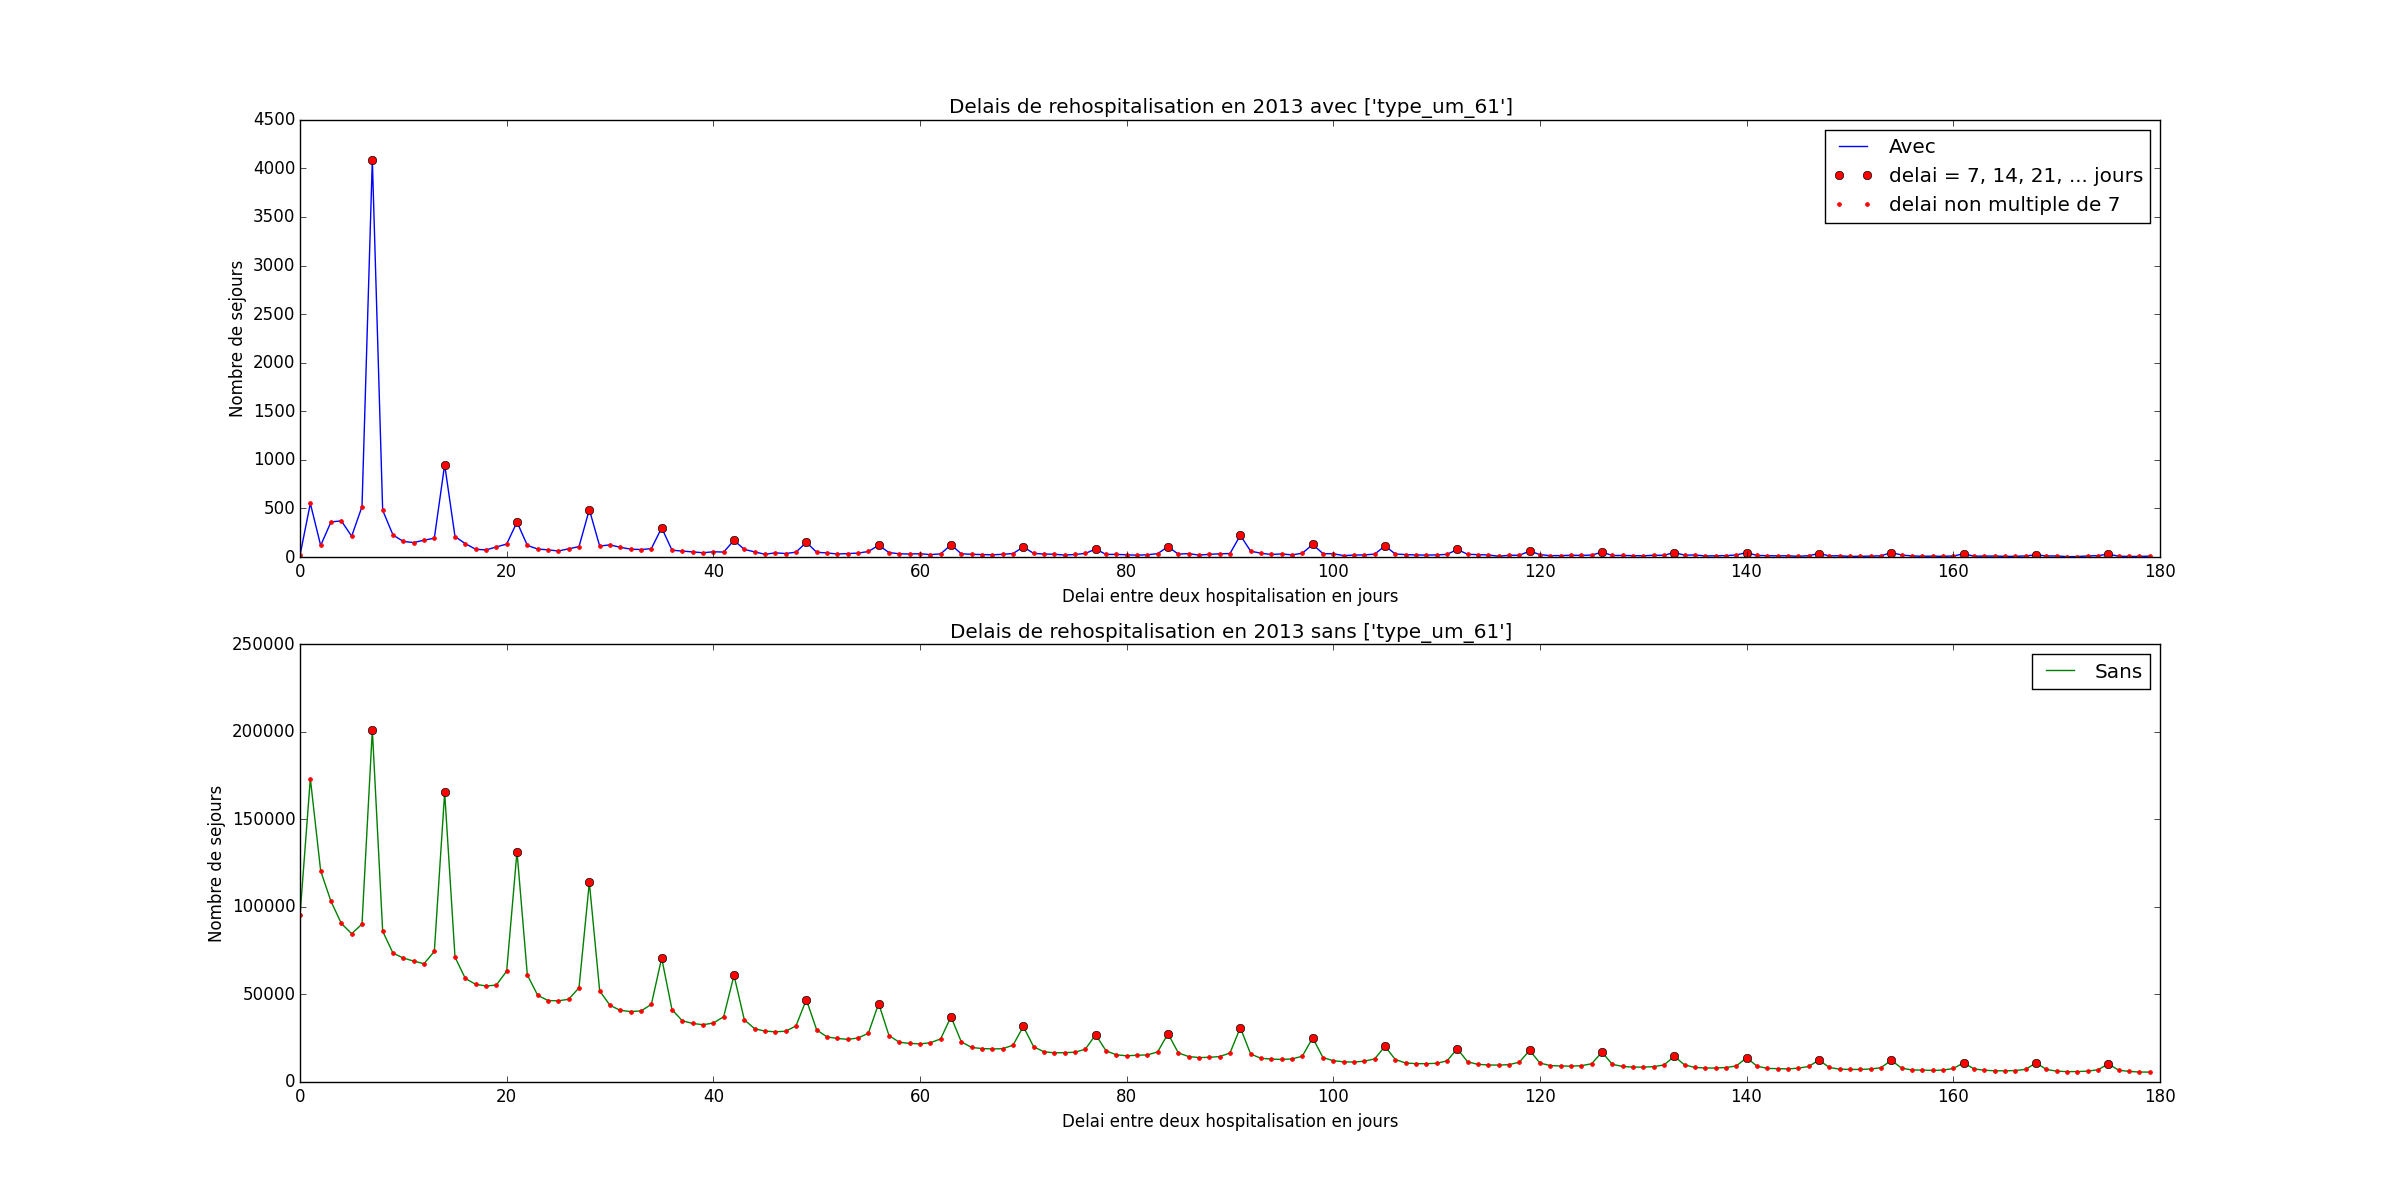 Delais de rehospitalisation en 2013 avec ['type_um_61']
4500
4000
3500
3000
2500
2000
1500
1000
500
0
Nombre de sejours
Avec
delai = 7, 14, 21, ... jours
delai non multiple de 7
0 20 40 60 80 100 120 140 160 180
Delai entre deux hospitalisation en jours
Delais de rehospitalisation en 2013 sans ['type_um_61']
250000
200000
150000
100000
50000
0
Nombre de sejours
Sans
0 20 40 60 80 100 120 140 160 180
Delai entre deux hospitalisation en jours